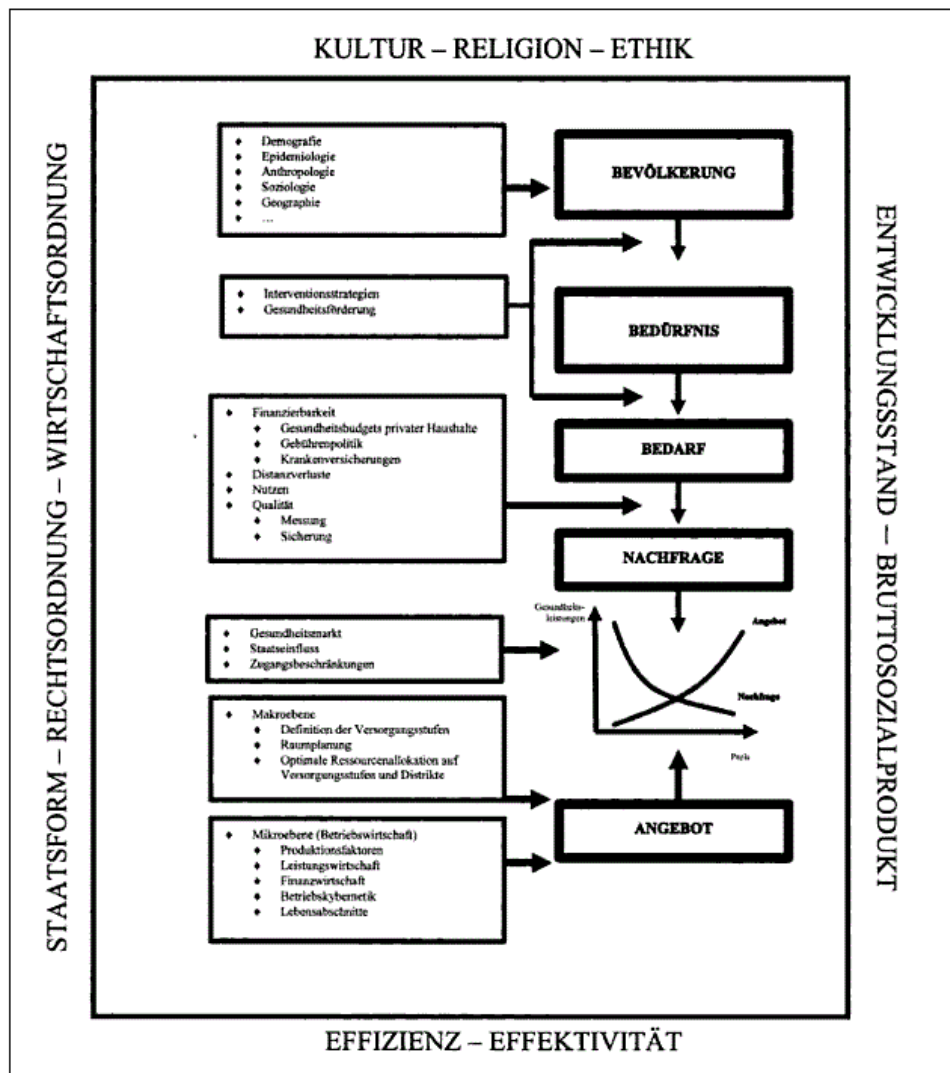 KULTUR – RELIGION – ETHIK
STAATSFORM – RECHTSORDNUNG – WIRTSCHAFTSORDNUNG
♦ Demografie
♦ Epidemiologie
♦ Anthropologie
♦ Soziologie
♦ Geographie
♦ ...
BEVÖLKERUNG
♦ Interventionsstrategien
♦ Gesundheitsförderung
BEDÜRFNIS
♦ Finanzierbarkeit
♦ Gesundheitsbudgets privater Haushalte
♦ Gebührenpolitik
♦ Krankenversicherungen
♦ Distanzverluste
♦ Nutzen
♦ Qualität
♦ Messung
♦ Sicherung
BEDARF
NACHFRAGE
♦ Gesundheitsmarkt
♦ Staatseinfluss
♦ Zugangsbeschränkungen
Gesundheits-
leistungen
Angebot
Nachfrage
Preis
♦ Makroebene
♦ Definition der Versorgungsstufen
♦ Raumplanung
♦ Optimale Ressourcenallokation auf
Versorgungsstufen und Distrikte
ANGEBOT
♦ Mikroebene (Betriebswirtschaft)
♦ Produktionsfaktoren
♦ Leistungswirtschaft
♦ Finanzwirtschaft
♦ Betriebskybernetik
♦ Lebensabschnitte
ENTWICKLUNGSSTAND – BRUTTOSOZIALPRODUKT
EFFIZIENZ – EFFEKTIVITÄT